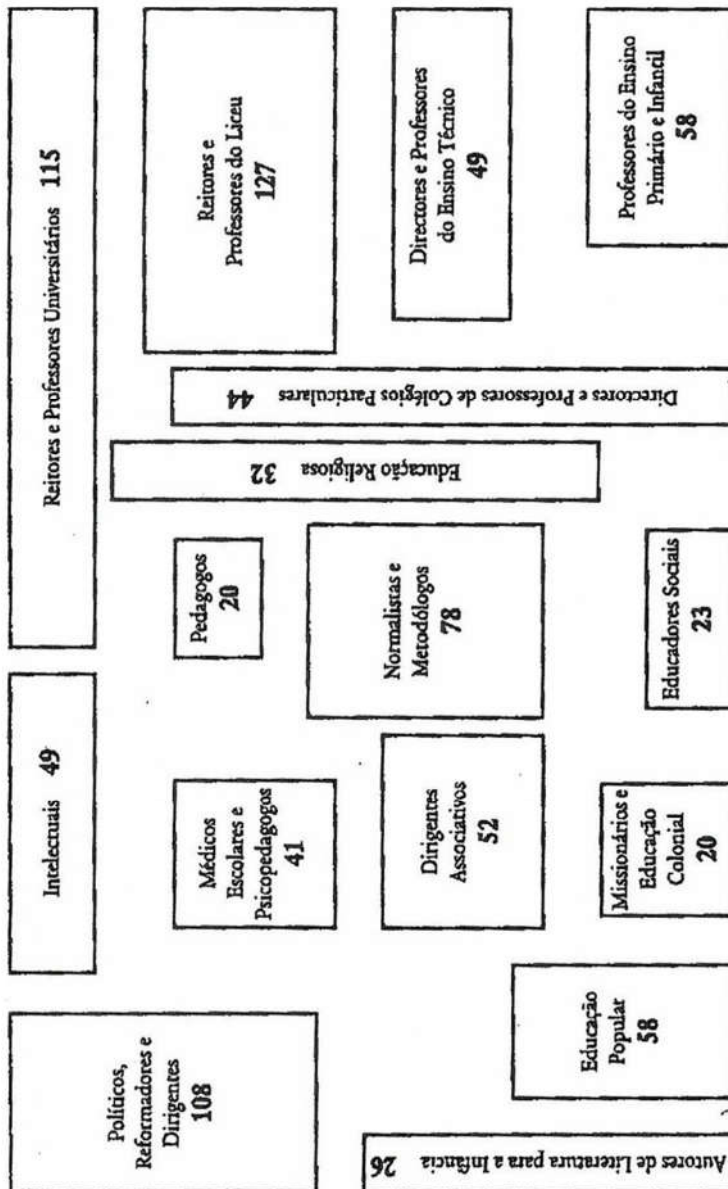 Políticos,
Reformadores e
Dirigentes
108
Intelectuais 49
Reitores e Professores Universitários 115
Médicos
Escolares e
Psicopedagogos
41
Pedagogos
20
Reitores e
Professores do Liceu
127
Educação Religiosa 32
Directores e Professores de Colégios Particulares 44
Dirigentes
Associativos
52
Normalistas e
Metodólogos
78
Directores e Professores
do Ensino Técnico
49
Autores de Literatura para a Infância 26
Educação
Popular
58
Missionários e
Educação
Colonial
20
Educadores Sociais
23
Professores do Ensino
Primário e Infancil
58